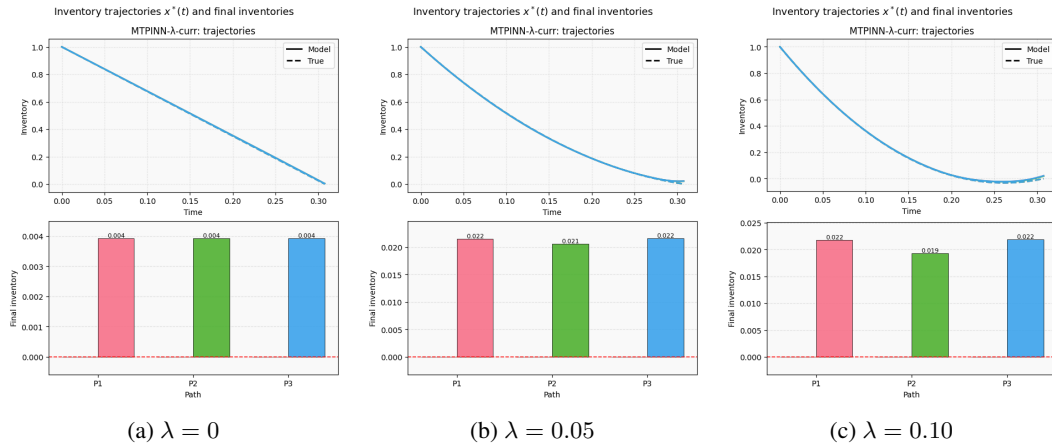 Inventory trajectories x*(t) and final inventories
MTPINN-λ-curr: trajectories
Model
True
1.0
0.8
0.6
0.4
0.2
0.0
Inventory
0.00 0.05 0.10 0.15 0.20 0.25 0.30
Time
0.004
0.003
0.002
0.001
0.000
Final inventory
0.004 0.004 0.004
P1 P2 P3
Path
(a) λ = 0
Inventory trajectories x*(t) and final inventories
MTPINN-λ-curr: trajectories
Model
True
1.0
0.8
0.6
0.4
0.2
0.0
Inventory
0.00 0.05 0.10 0.15 0.20 0.25 0.30
Time
0.020
0.015
0.010
0.005
0.000
Final inventory
0.022 0.021 0.022
P1 P2 P3
Path
(b) λ = 0.05
Inventory trajectories x*(t) and final inventories
MTPINN-λ-curr: trajectories
Model
True
1.0
0.8
0.6
0.4
0.2
0.0
Inventory
0.00 0.05 0.10 0.15 0.20 0.25 0.30
Time
0.025
0.020
0.015
0.010
0.005
0.000
Final inventory
0.022 0.019 0.022
P1 P2 P3
Path
(c) λ = 0.10